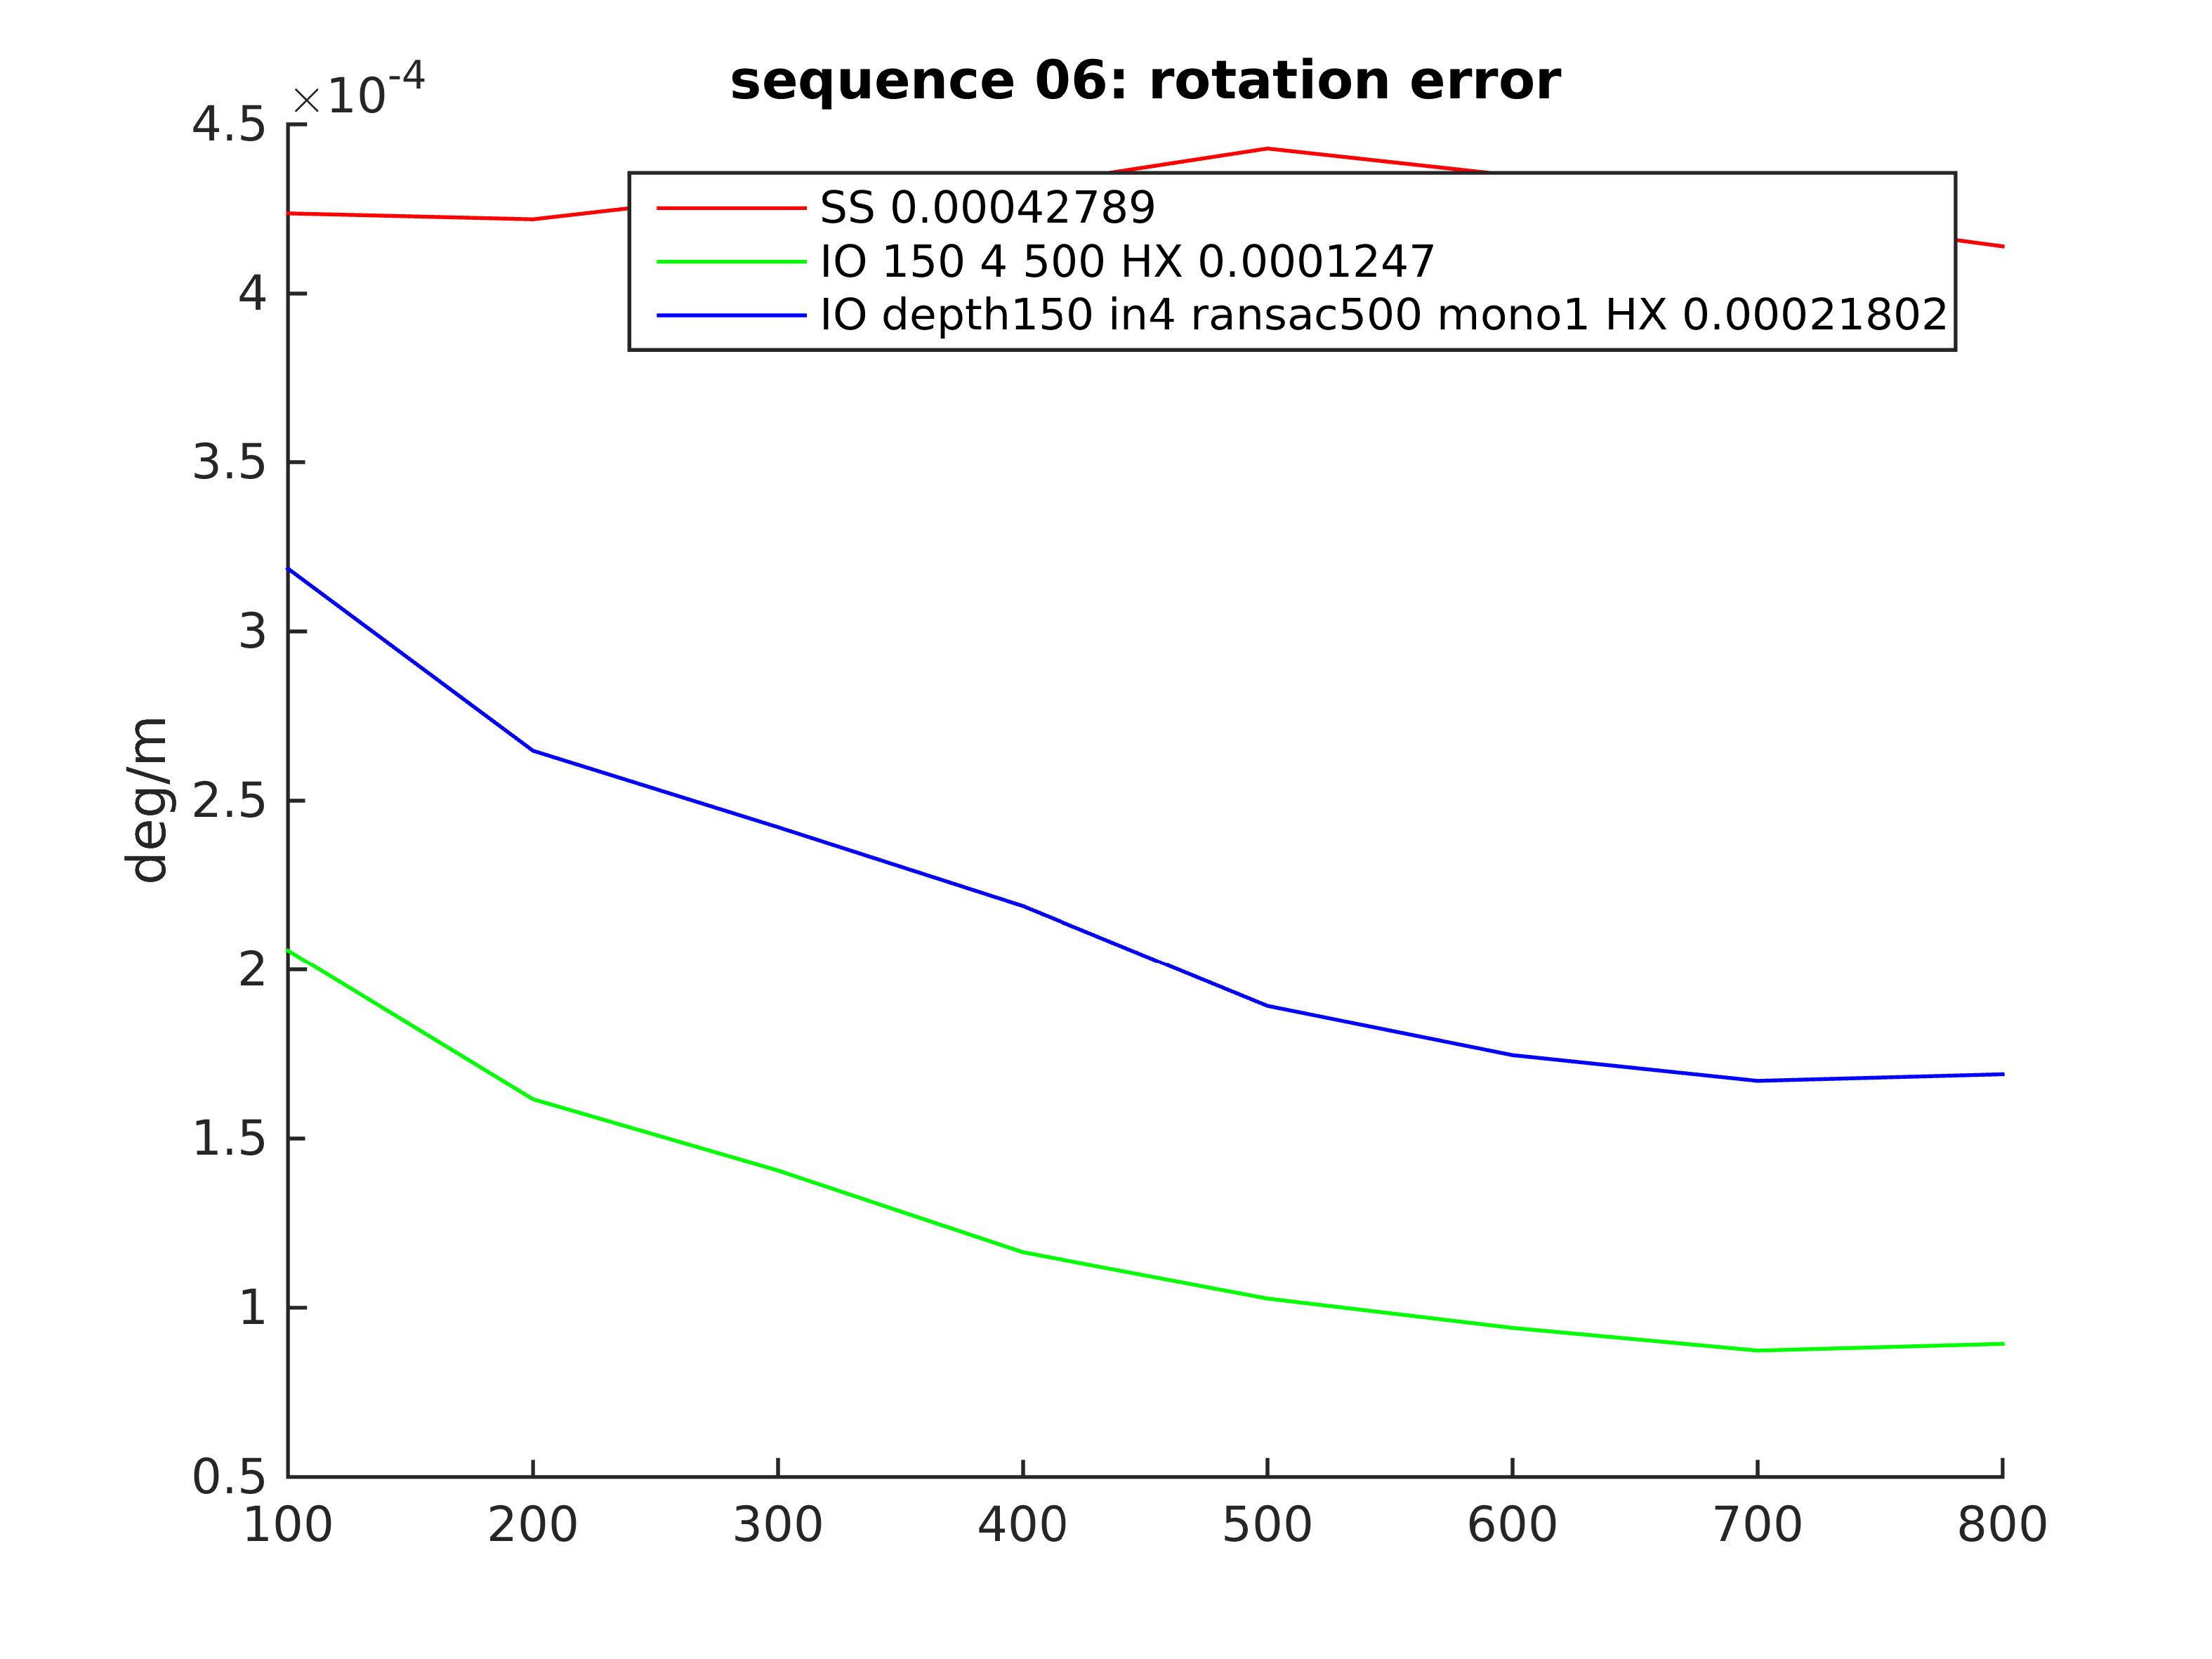 sequence 06: rotation error
×10-4
4.5
4
3.5
3
2.5
2
1.5
1
0.5
deg/m
SS 0.00042789
IO 150 4 500 HX 0.0001247
IO depth150 in4 ransac500 mono1 HX 0.00021802
100 200 300 400 500 600 700 800